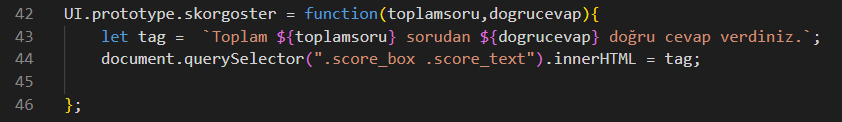 42 UI.prototype.skorgoster = function(toplamsoru,dogrucevap){
43     let tag =  `Toplam ${toplamsoru} sorudan ${dogrucevap} doğru cevap verdiniz.`;
44     document.querySelector(".score_box .score_text").innerHTML = tag;
45
46 };